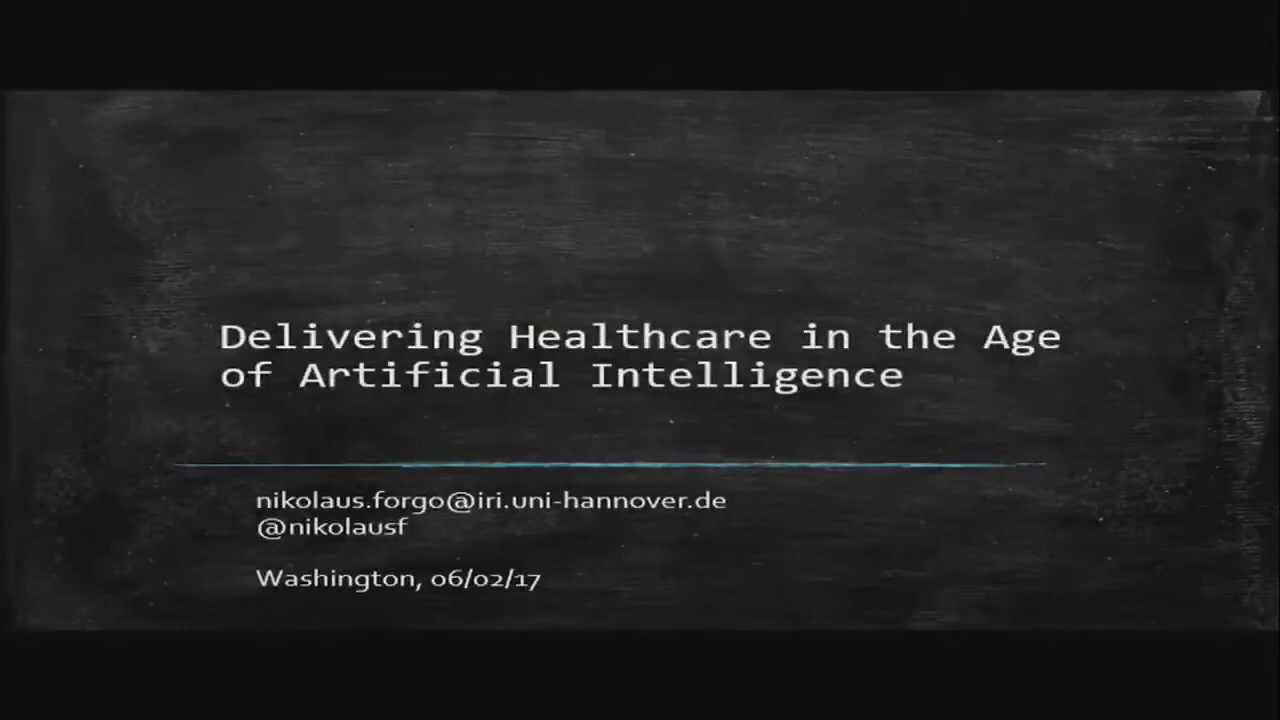 Delivering Healthcare in the Age
of Artificial Intelligence
nikolaus.forgo@iri.uni-hannover.de
@nikolausf
Washington, 06/02/17